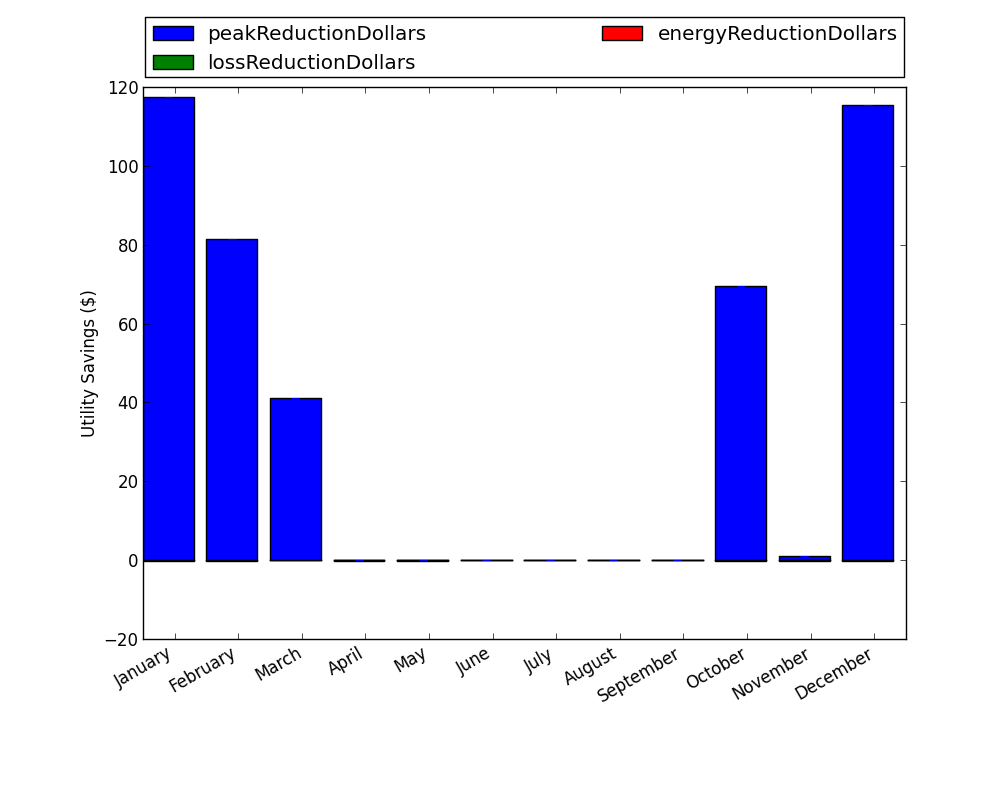 peakReductionDollars energyReductionDollars
lossReductionDollars
120
100
80
60
40
20
0
−20
Utility Savings ($)
January February March April May June July August September October November December